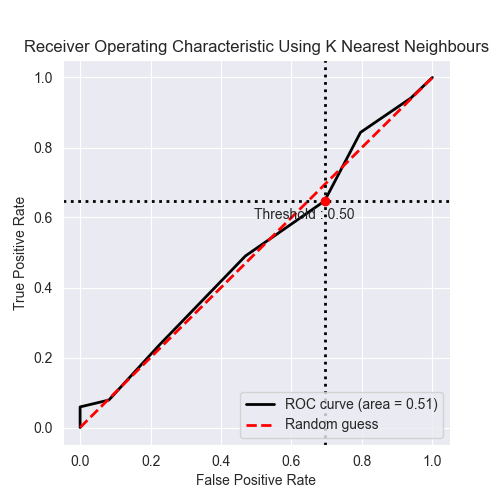 Receiver Operating Characteristic Using K Nearest Neighbours
1.0
0.8
0.6
0.4
0.2
0.0
True Positive Rate
Threshold : 0.50
ROC curve (area = 0.51)
Random guess
0.0 0.2 0.4 0.6 0.8 1.0
False Positive Rate